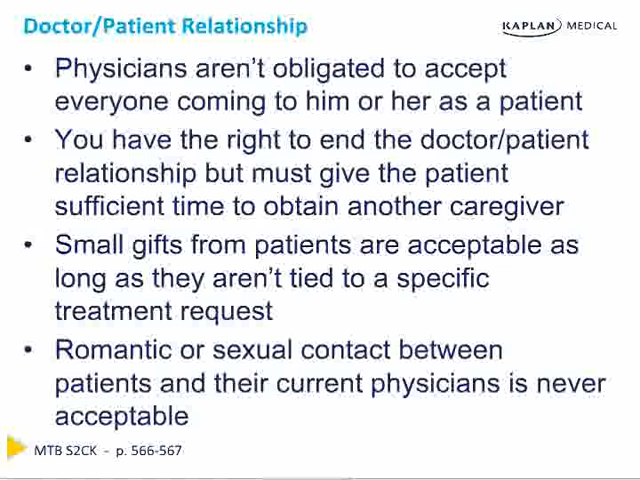 Doctor/Patient Relationship
KAPLAN MEDICAL
• Physicians aren't obligated to accept
everyone coming to him or her as a patient
• You have the right to end the doctor/patient
relationship but must give the patient
sufficient time to obtain another caregiver
• Small gifts from patients are acceptable as
long as they aren't tied to a specific
treatment request
• Romantic or sexual contact between
patients and their current physicians is never
acceptable
MTB S2CK - p. 566-567